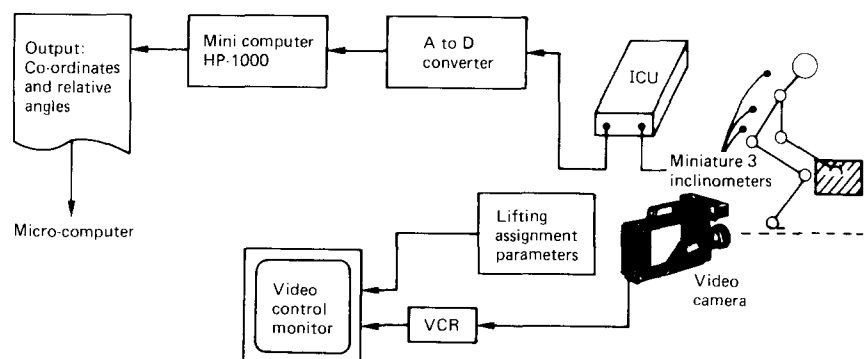 Output:
Co-ordinates
and relative
angles
Mini computer
HP-1000
A to D
converter
ICU
Miniature 3
inclinometers
Micro-computer
Lifting
assignment
parameters
Video
control
monitor
VCR
Video
camera